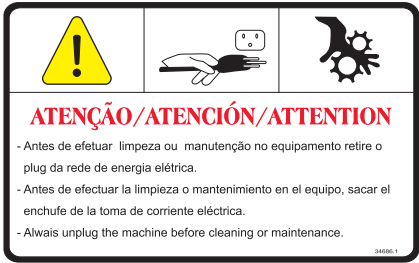 ATENÇÃO/ATENCIÓN/ATTENTION
- Antes de efetuar limpeza ou manutenção no equipamento retire o
plug da rede de energia elétrica.
- Antes de efectuar la limpieza o mantenimiento en el equipo, sacar el
enchufe de la toma de corriente eléctrica.
- Alwais unplug the machine before cleaning or maintenance.
34686.1